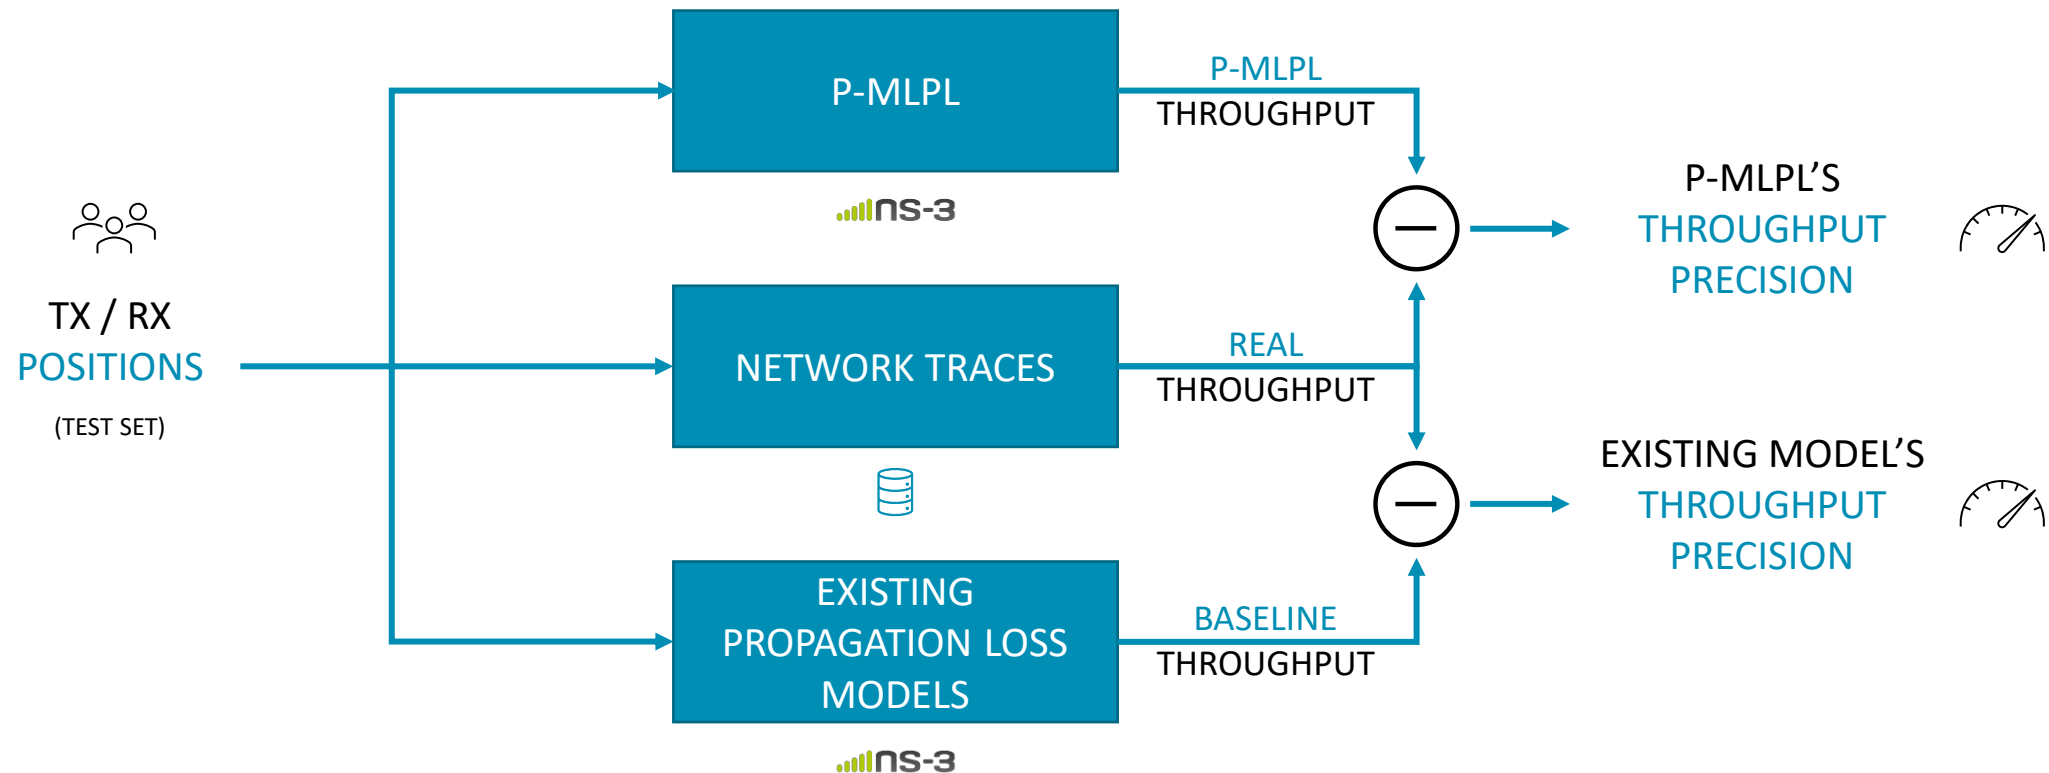 TX / RX
POSITIONS
(TEST SET)
P-MLPL
ns-3
NETWORK TRACES
EXISTING
PROPAGATION LOSS
MODELS
ns-3
P-MLPL
THROUGHPUT
REAL
THROUGHPUT
BASELINE
THROUGHPUT
P-MLPL’S
THROUGHPUT
PRECISION
EXISTING MODEL’S
THROUGHPUT
PRECISION